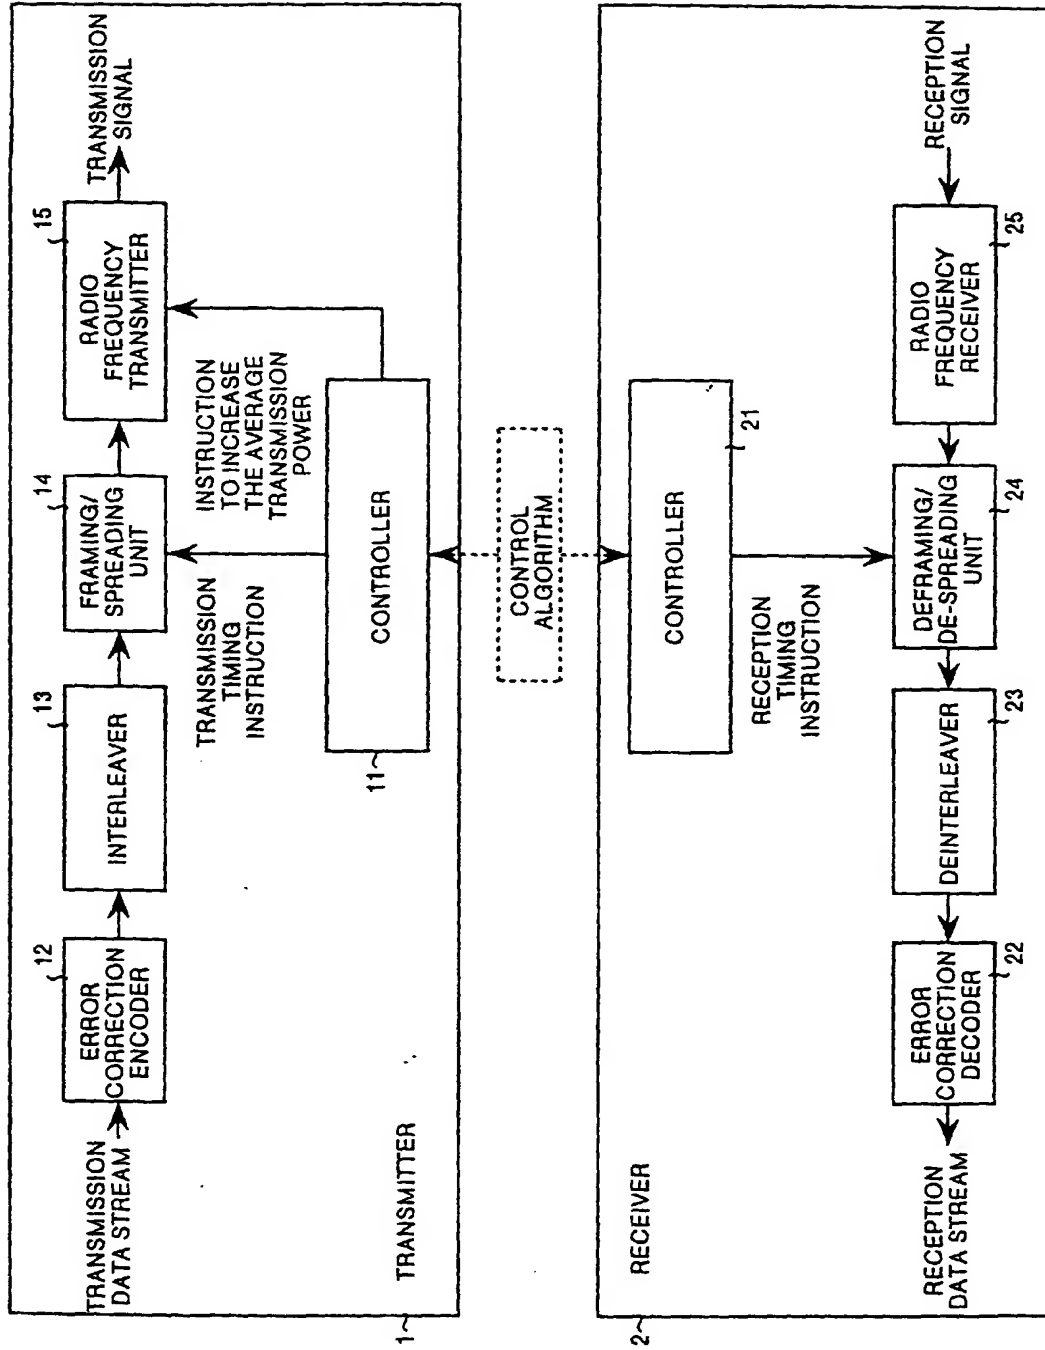 TRANSMISSION
DATA STREAM
12
ERROR
CORRECTION
ENCODER
13
INTERLEAVER
14
FRAMING/
SPREADING
UNIT
15
RADIO
FREQUENCY
TRANSMITTER
TRANSMISSION
SIGNAL
TRANSMISSION
TIMING
INSTRUCTION
INSTRUCTION
TO INCREASE
THE AVERAGE
TRANSMISSION
POWER
11
CONTROLLER
1
TRANSMITTER
CONTROL
ALGORITHM
2
RECEIVER
CONTROLLER
21
RECEPTION
TIMING
INSTRUCTION
RECEPTION
DATA STREAM
ERROR
CORRECTION
DECODER
22
DEINTERLEAVER
23
DEFRAMING/
DE-SPREADING
UNIT
24
RADIO
FREQUENCY
RECEIVER
25
RECEPTION
SIGNAL